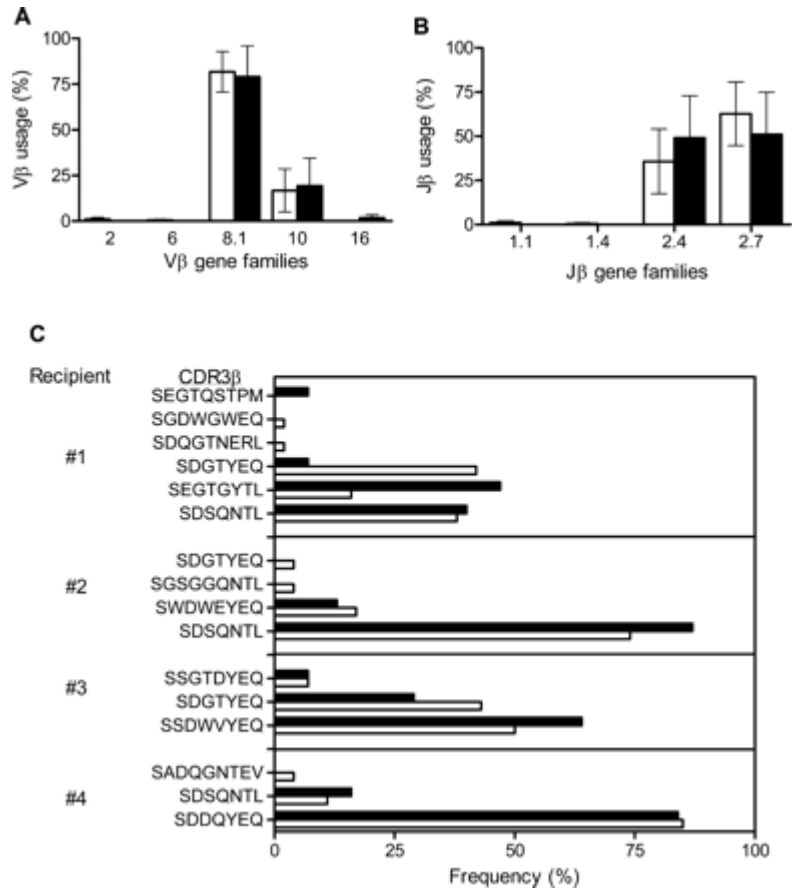 A
Vβ usage (%)
100
75
50
25
0
2 6 8.1 10 16
Vβ gene families
B
Jβ usage (%)
100
75
50
25
0
1.1 1.4 2.4 2.7
Jβ gene families
C
Recipient CDR3β
SEGTQSTPM
SGDWGWEQ
SDQGTNERL
#1
SDGTYEQ
SEGTGYTL
SDSQNTL
SDGTYEQ
#2
SGSGGQNTL
SWDWEYEQ
SDSQNTL
SSGTDYEQ
#3
SDGTYEQ
SSDWVYEQ
SADQGNTEV
#4
SDSQNTL
SDDQYEQ
0 25 50 75 100
Frequency (%)